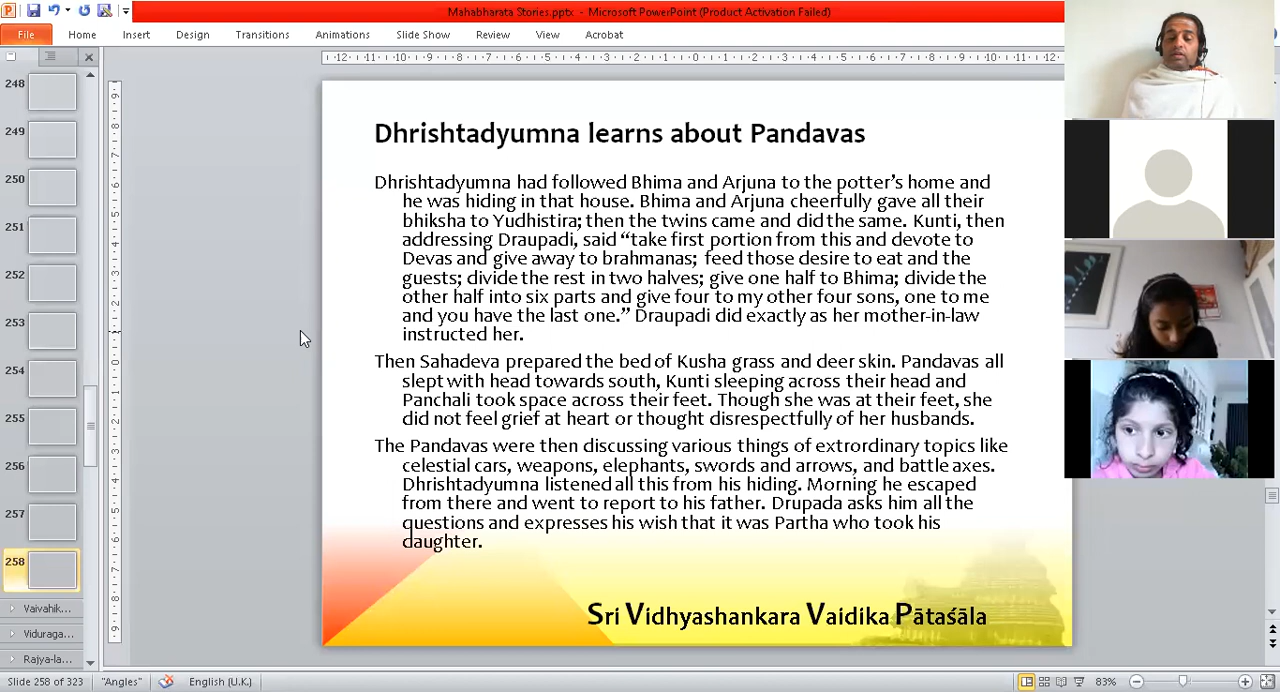 Mahabharata Stories.pptx - Microsoft PowerPoint (Product Activation Failed)
File Home Insert Design Transitions Animations Slide Show Review View Acrobat
248
249
250
251
252
253
254
255
256
257
258
Vaivahik...
Viduraga...
Rajya-la...
Dhrishtadyumna learns about Pandavas
Dhrishtadyumna had followed Bhima and Arjuna to the potter's home and
he was hiding in that house. Bhima and Arjuna cheerfully gave all their
bhiksha to Yudhistira; then the twins came and did the same. Kunti, then
addressing Draupadi, said “take first portion from this and devote to
Devas and give away to brahmanas; feed those desire to eat and the
guests; divide the rest in two halves; give one half to Bhima; divide the
other half into six parts and give four to my other four sons, one to me
and you have the last one.” Draupadi did exactly as her mother-in-law
instructed her.
Then Sahadeva prepared the bed of Kusha grass and deer skin. Pandavas all
slept with head towards south, Kunti sleeping across their head and
Panchali took space across their feet. Though she was at their feet, she
did not feel grief at heart or thought disrespectfully of her husbands.
The Pandavas were then discussing various things of extrordinary topics like
celestial cars, weapons, elephants, swords and arrows, and battle axes.
Dhrishtadyumna listened all this from his hiding. Morning he escaped
from there and went to report to his father. Drupada asks him all the
questions and expresses his wish that it was Partha who took his
daughter.
Sri Vidhyashankara Vaidika Pātaśāla
Slide 258 of 323 "Angles" English (U.K.) 83%